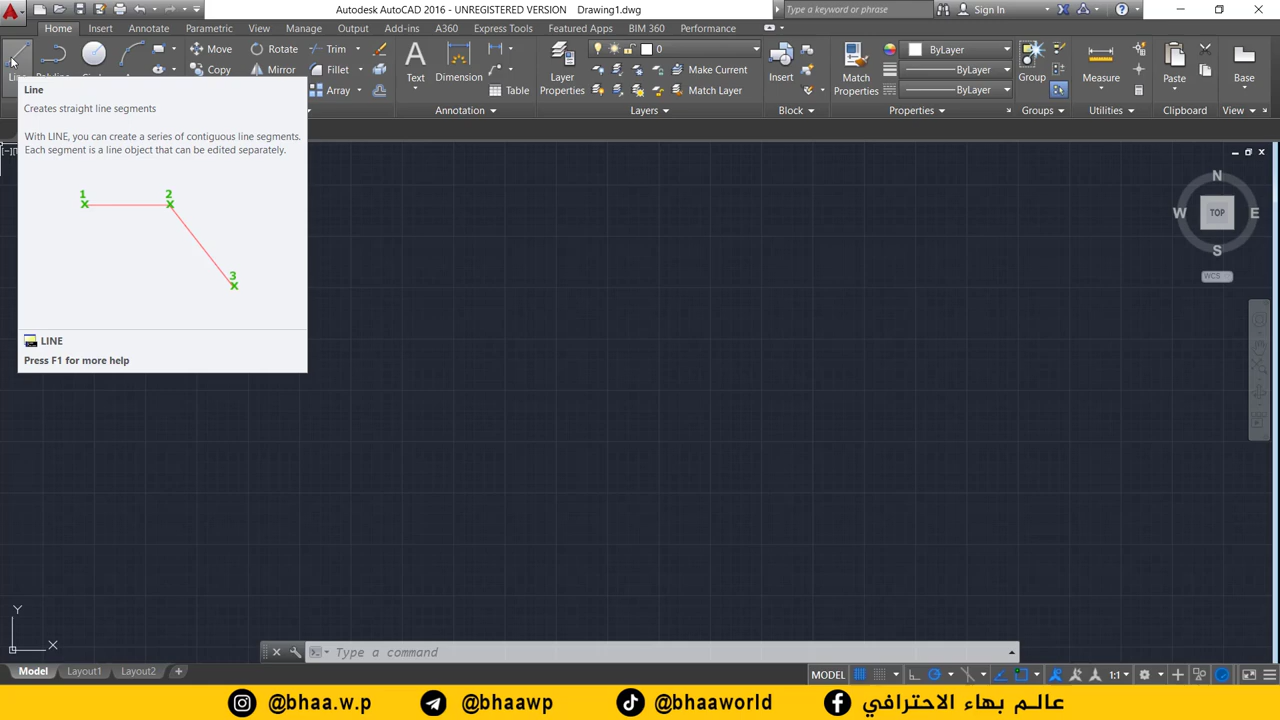 Autodesk AutoCAD 2016 - UNREGISTERED VERSION Drawing1.dwg
Type a keyword or phrase
Sign In
Home Insert Annotate Parametric View Manage Output Add-ins A360 Express Tools Featured Apps BIM 360 Performance
Move Rotate Trim
Copy Mirror Fillet
Array
Text
Dimension
Table
Annotation
Layer
Properties
0
Make Current
Match Layer
Layers
Insert
Block
Match
Properties
ByLayer
ByLayer
ByLayer
Properties
Group
Groups
Measure
Utilities
Paste
Clipboard
Base
View
Line
Creates straight line segments
With LINE, you can create a series of contiguous line segments.
Each segment is a line object that can be edited separately.
1 2
3
LINE
Press F1 for more help
N
W TOP E
S
WCS
Y
X
Type a command
Model Layout1 Layout2 +
MODEL 1:1
@bhaa.w.p @bhaawp @bhaaworld عالم بهاء الاحترافي